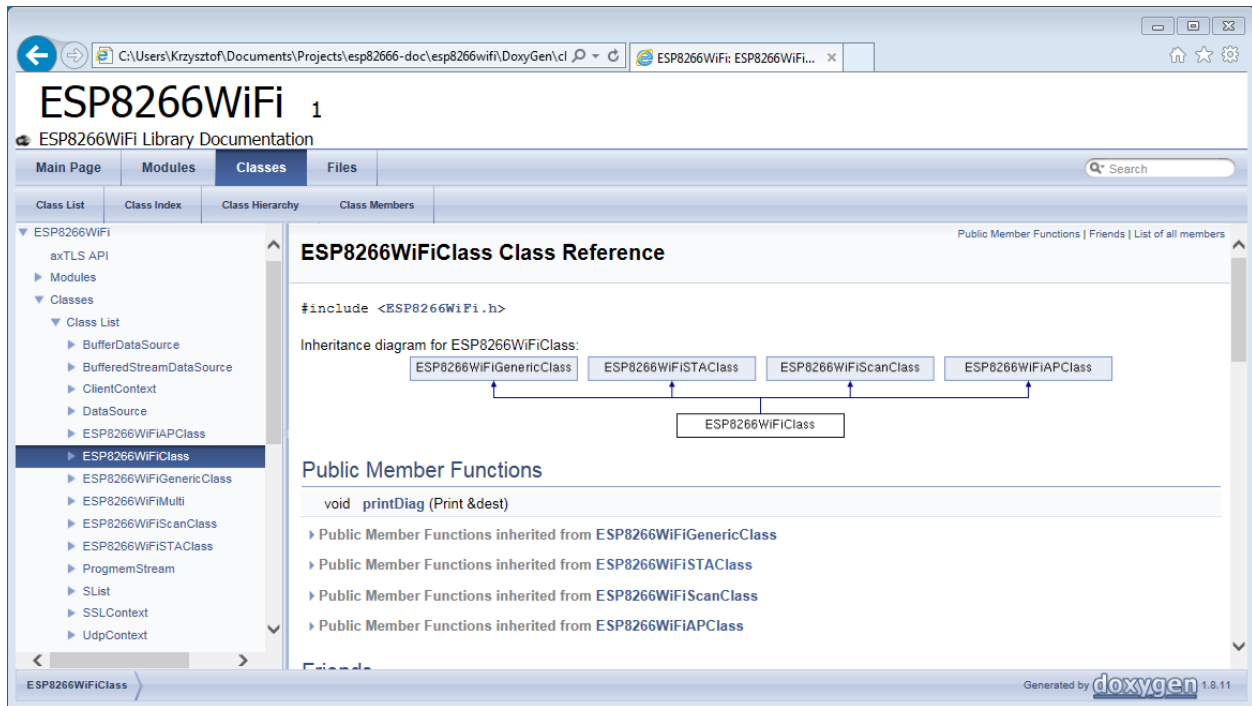 C:\Users\Krzysztof\Documents\Projects\esp82666-doc\esp8266wifi\DoxyGen\cl
ESP8266WiFi: ESP8266WiFi...
ESP8266WiFi 1
ESP8266WiFi Library Documentation
Main Page Modules Classes Files
Search
Class List Class Index Class Hierarchy Class Members
ESP8266WiFi
axTLS API
Modules
Classes
Class List
BufferDataSource
BufferedStreamDataSource
ClientContext
DataSource
ESP8266WiFiAPClass
ESP8266WiFiClass
ESP8266WiFiGenericClass
ESP8266WiFiMulti
ESP8266WiFiScanClass
ESP8266WiFiSTAClass
ProgmemStream
SList
SSLContext
UdpContext
Public Member Functions | Friends | List of all members
ESP8266WiFiClass Class Reference
#include <ESP8266WiFi.h>
Inheritance diagram for ESP8266WiFiClass:
ESP8266WiFiGenericClass ESP8266WiFiSTAClass ESP8266WiFiScanClass ESP8266WiFiAPClass
ESP8266WiFiClass
Public Member Functions
void printDiag (Print &dest)
Public Member Functions inherited from ESP8266WiFiGenericClass
Public Member Functions inherited from ESP8266WiFiSTAClass
Public Member Functions inherited from ESP8266WiFiScanClass
Public Member Functions inherited from ESP8266WiFiAPClass
Friends
ESP8266WiFiClass
Generated by doxygen 1.8.11